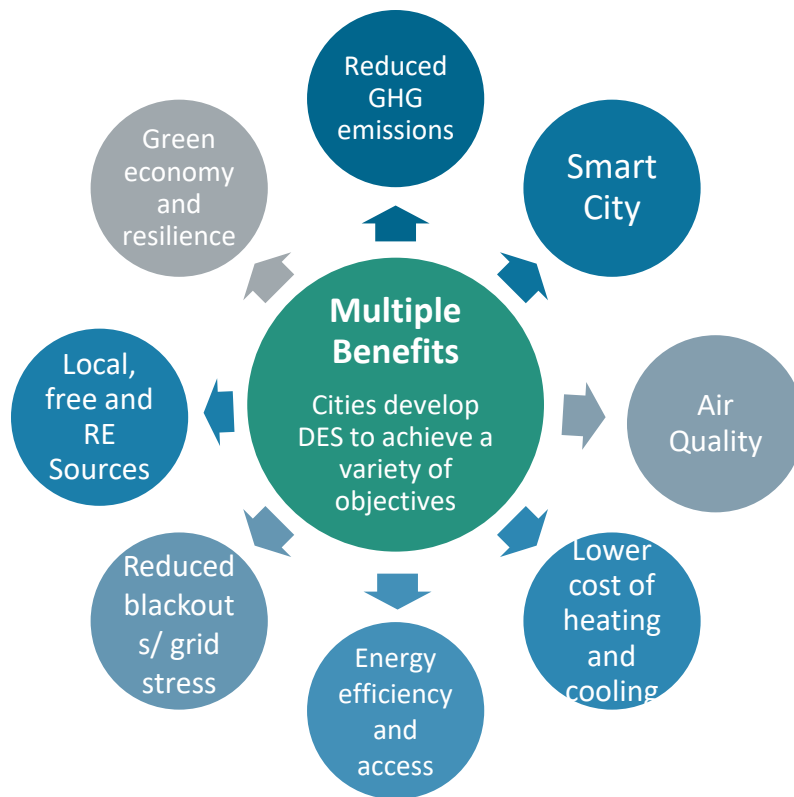 Reduced
GHG
emissions
Smart
City
Air
Quality
Lower
cost of
heating
and
cooling
Energy
efficiency
and
access
Reduced
blackout
s/ grid
stress
Local,
free and
RE
Sources
Green
economy
and
resilience
Multiple
Benefits
Cities develop
DES to achieve a
variety of
objectives